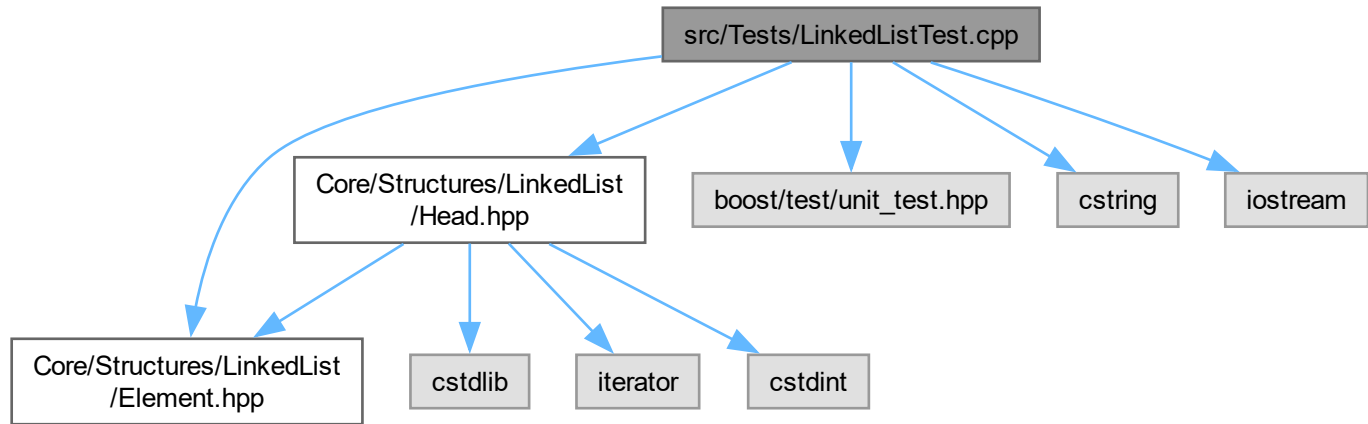 src/Tests/LinkedListTest.cpp
Core/Structures/LinkedList
/Head.hpp
boost/test/unit_test.hpp
cstring
iostream
Core/Structures/LinkedList
/Element.hpp
cstdlib
iterator
cstdint